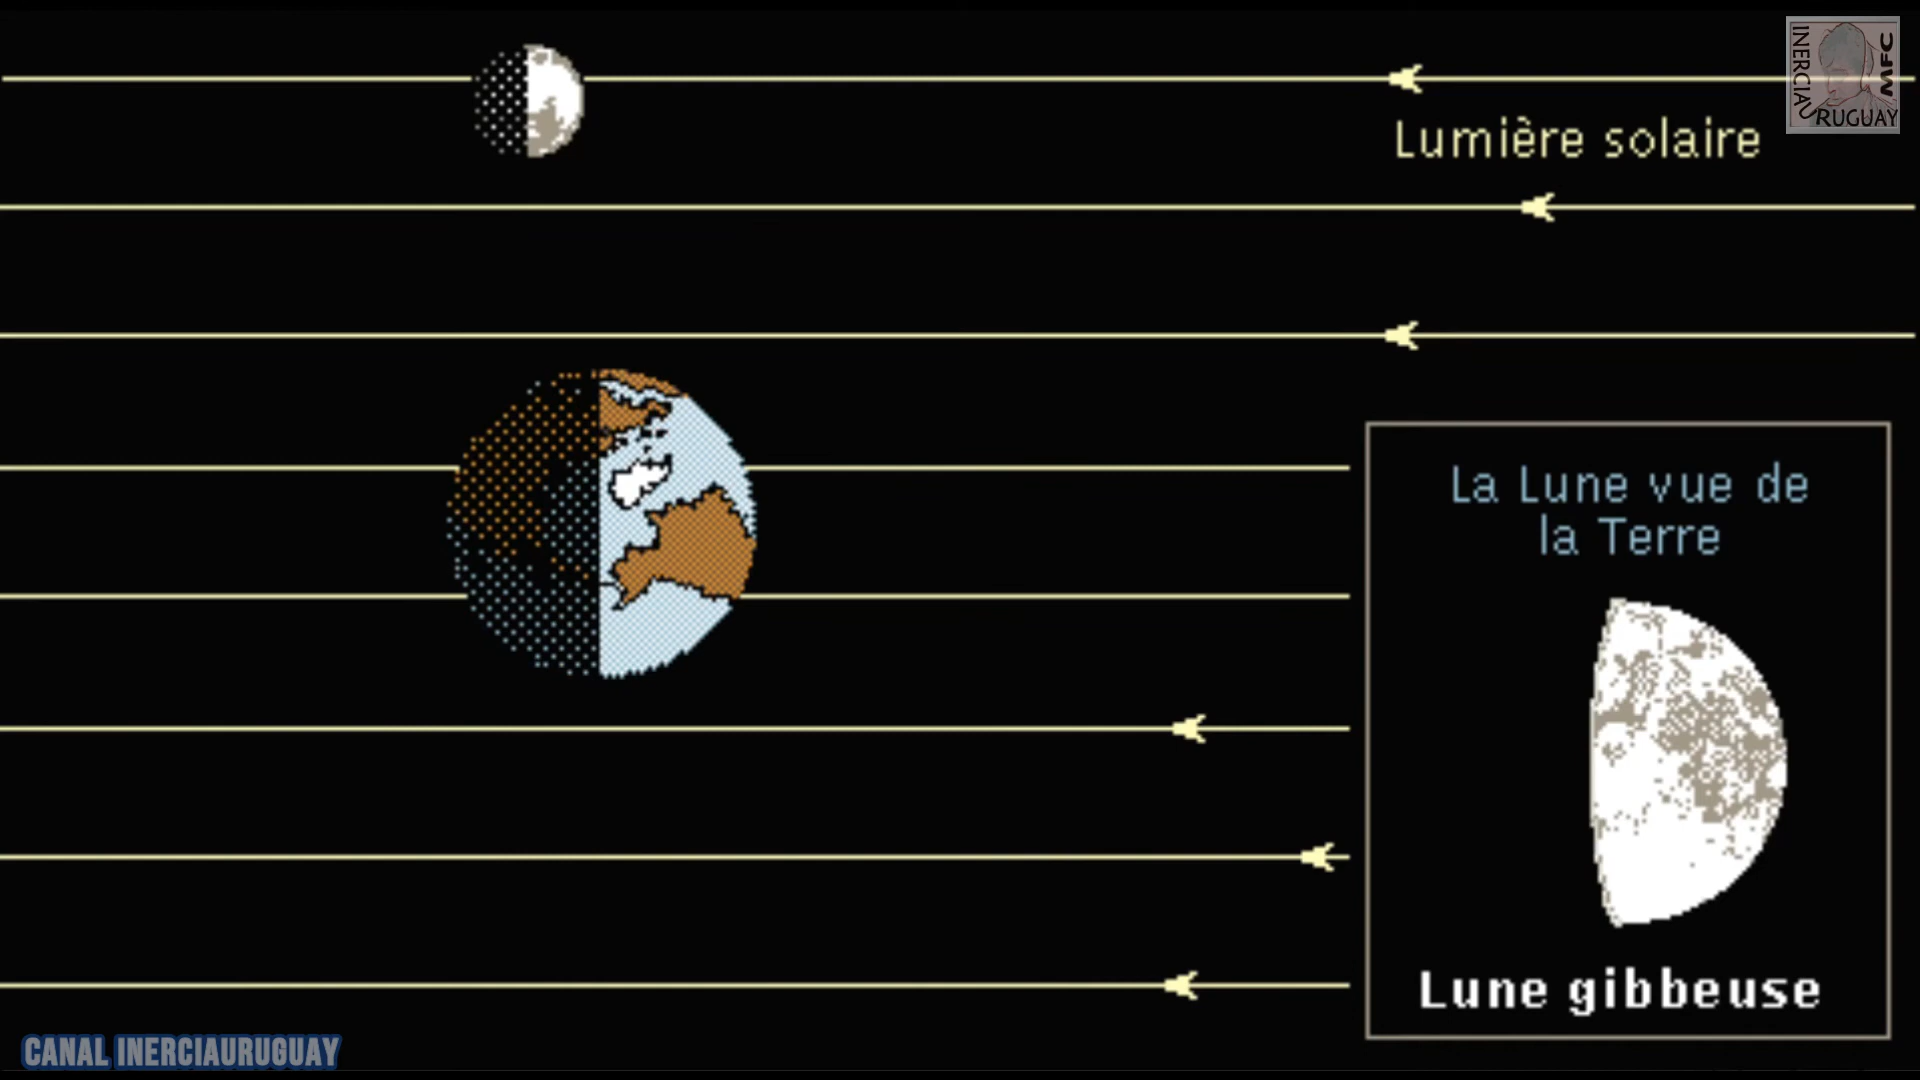 INERCIAURUGUAY
MFC
Lumière solaire
La Lune vue de
la Terre
Lune gibbeuse
CANAL INERCIAURUGUAY